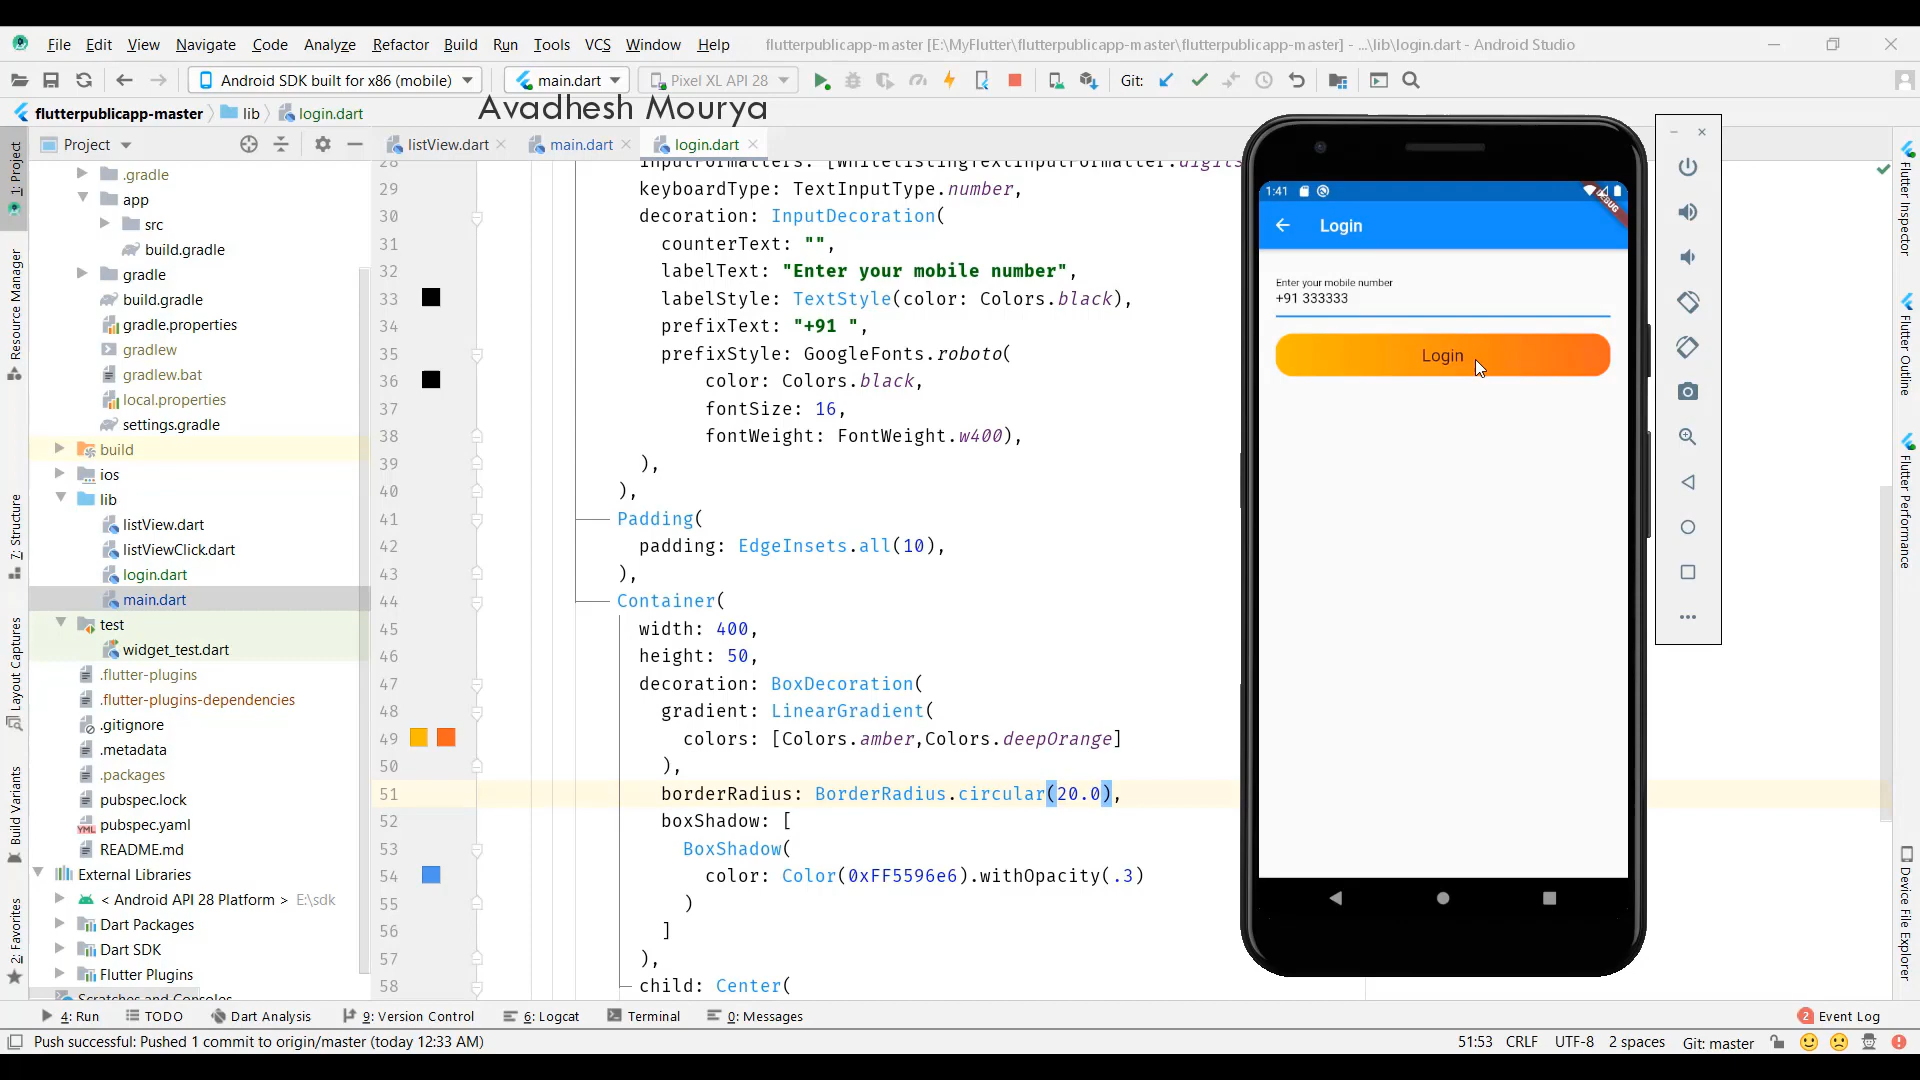 File Edit View Navigate Code Analyze Refactor Build Run Tools VCS Window Help flutterpublicapp-master [E:\MyFlutter\flutterpublicapp-master\flutterpublicapp-master] - ...\lib\login.dart - Android Studio
Android SDK built for x86 (mobile) main.dart Pixel XL API 28 Git:
flutterpublicapp-master lib login.dart
Avadhesh Mourya
Project
listView.dart main.dart login.dart
.gradle
app
src
build.gradle
gradle
build.gradle
gradle.properties
gradlew
gradlew.bat
local.properties
settings.gradle
build
ios
lib
listView.dart
listViewClick.dart
login.dart
main.dart
test
widget_test.dart
.flutter-plugins
.flutter-plugins-dependencies
.gitignore
.metadata
.packages
pubspec.lock
pubspec.yaml
README.md
External Libraries
< Android API 28 Platform > E:\sdk
Dart Packages
Dart SDK
Flutter Plugins
Scratches and Consoles
1: Project
Resource Manager
7: Structure
Layout Captures
Build Variants
2: Favorites
28 inputFormatters: [WhitelistingTextInputFormatter.digits
29 keyboardType: TextInputType.number,
30 decoration: InputDecoration(
31 counterText: "",
32 labelText: "Enter your mobile number",
33 labelStyle: TextStyle(color: Colors.black),
34 prefixText: "+91 ",
35 prefixStyle: GoogleFonts.roboto(
36 color: Colors.black,
37 fontSize: 16,
38 fontWeight: FontWeight.w400),
39 ),
40 ),
41 Padding(
42 padding: EdgeInsets.all(10),
43 ),
44 Container(
45 width: 400,
46 height: 50,
47 decoration: BoxDecoration(
48 gradient: LinearGradient(
49 colors: [Colors.amber,Colors.deepOrange]
50 ),
51 borderRadius: BorderRadius.circular(20.0),
52 boxShadow: [
53 BoxShadow(
54 color: Color(0xFF5596e6).withOpacity(.3)
55 )
56 ]
57 ),
58 child: Center(
1:41
DEBUG
Login
Enter your mobile number
+91 333333
Login
Flutter Inspector
Flutter Outline
Flutter Performance
Device File Explorer
4: Run TODO Dart Analysis 9: Version Control 6: Logcat Terminal 0: Messages 2 Event Log
Push successful: Pushed 1 commit to origin/master (today 12:33 AM) 51:53 CRLF UTF-8 2 spaces Git: master